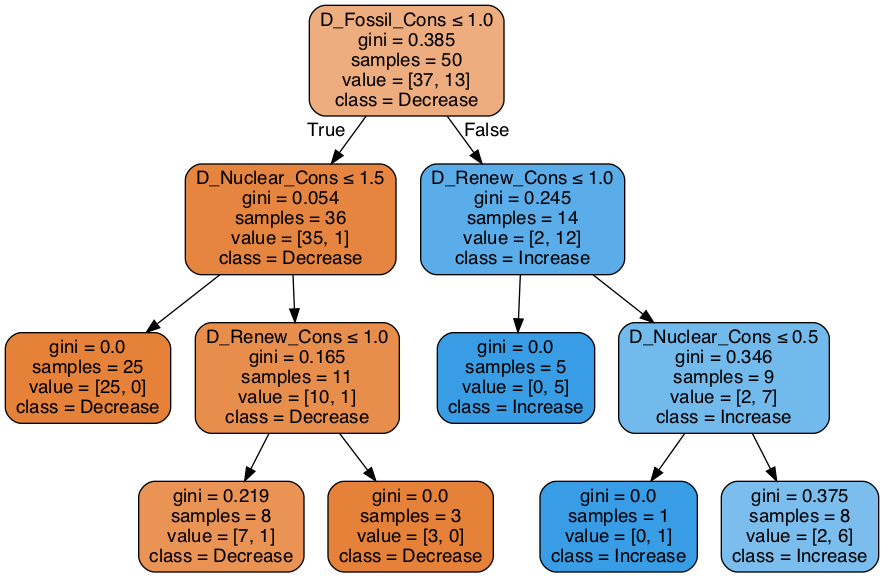 D_Fossil_Cons ≤ 1.0
gini = 0.385
samples = 50
value = [37, 13]
class = Decrease
True
False
D_Nuclear_Cons ≤ 1.5
gini = 0.054
samples = 36
value = [35, 1]
class = Decrease
D_Renew_Cons ≤ 1.0
gini = 0.245
samples = 14
value = [2, 12]
class = Increase
gini = 0.0
samples = 25
value = [25, 0]
class = Decrease
D_Renew_Cons ≤ 1.0
gini = 0.165
samples = 11
value = [10, 1]
class = Decrease
gini = 0.0
samples = 5
value = [0, 5]
class = Increase
D_Nuclear_Cons ≤ 0.5
gini = 0.346
samples = 9
value = [2, 7]
class = Increase
gini = 0.219
samples = 8
value = [7, 1]
class = Decrease
gini = 0.0
samples = 3
value = [3, 0]
class = Decrease
gini = 0.0
samples = 1
value = [0, 1]
class = Increase
gini = 0.375
samples = 8
value = [2, 6]
class = Increase